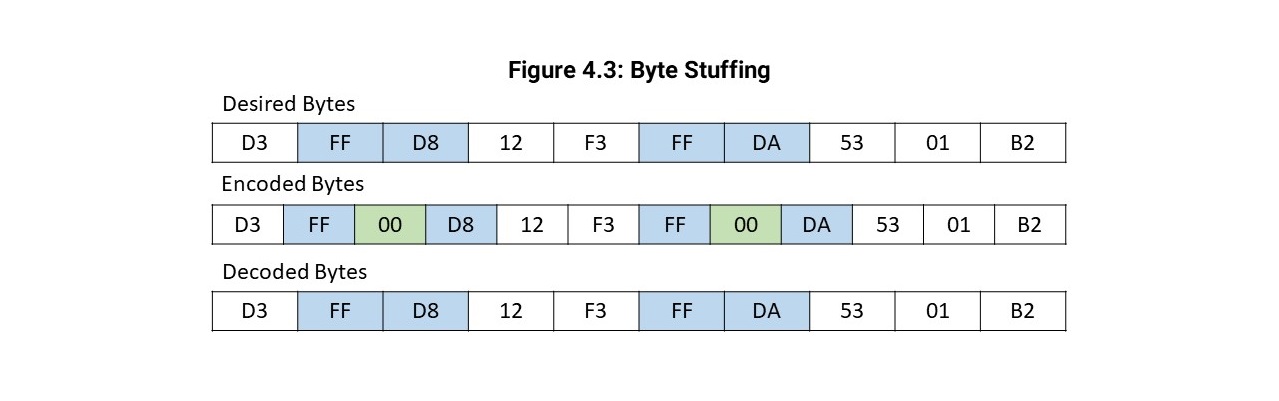 Figure 4.3: Byte Stuffing
Desired Bytes
D3 FF D8 12 F3 FF DA 53 01 B2
Encoded Bytes
D3 FF 00 D8 12 F3 FF 00 DA 53 01 B2
Decoded Bytes
D3 FF D8 12 F3 FF DA 53 01 B2